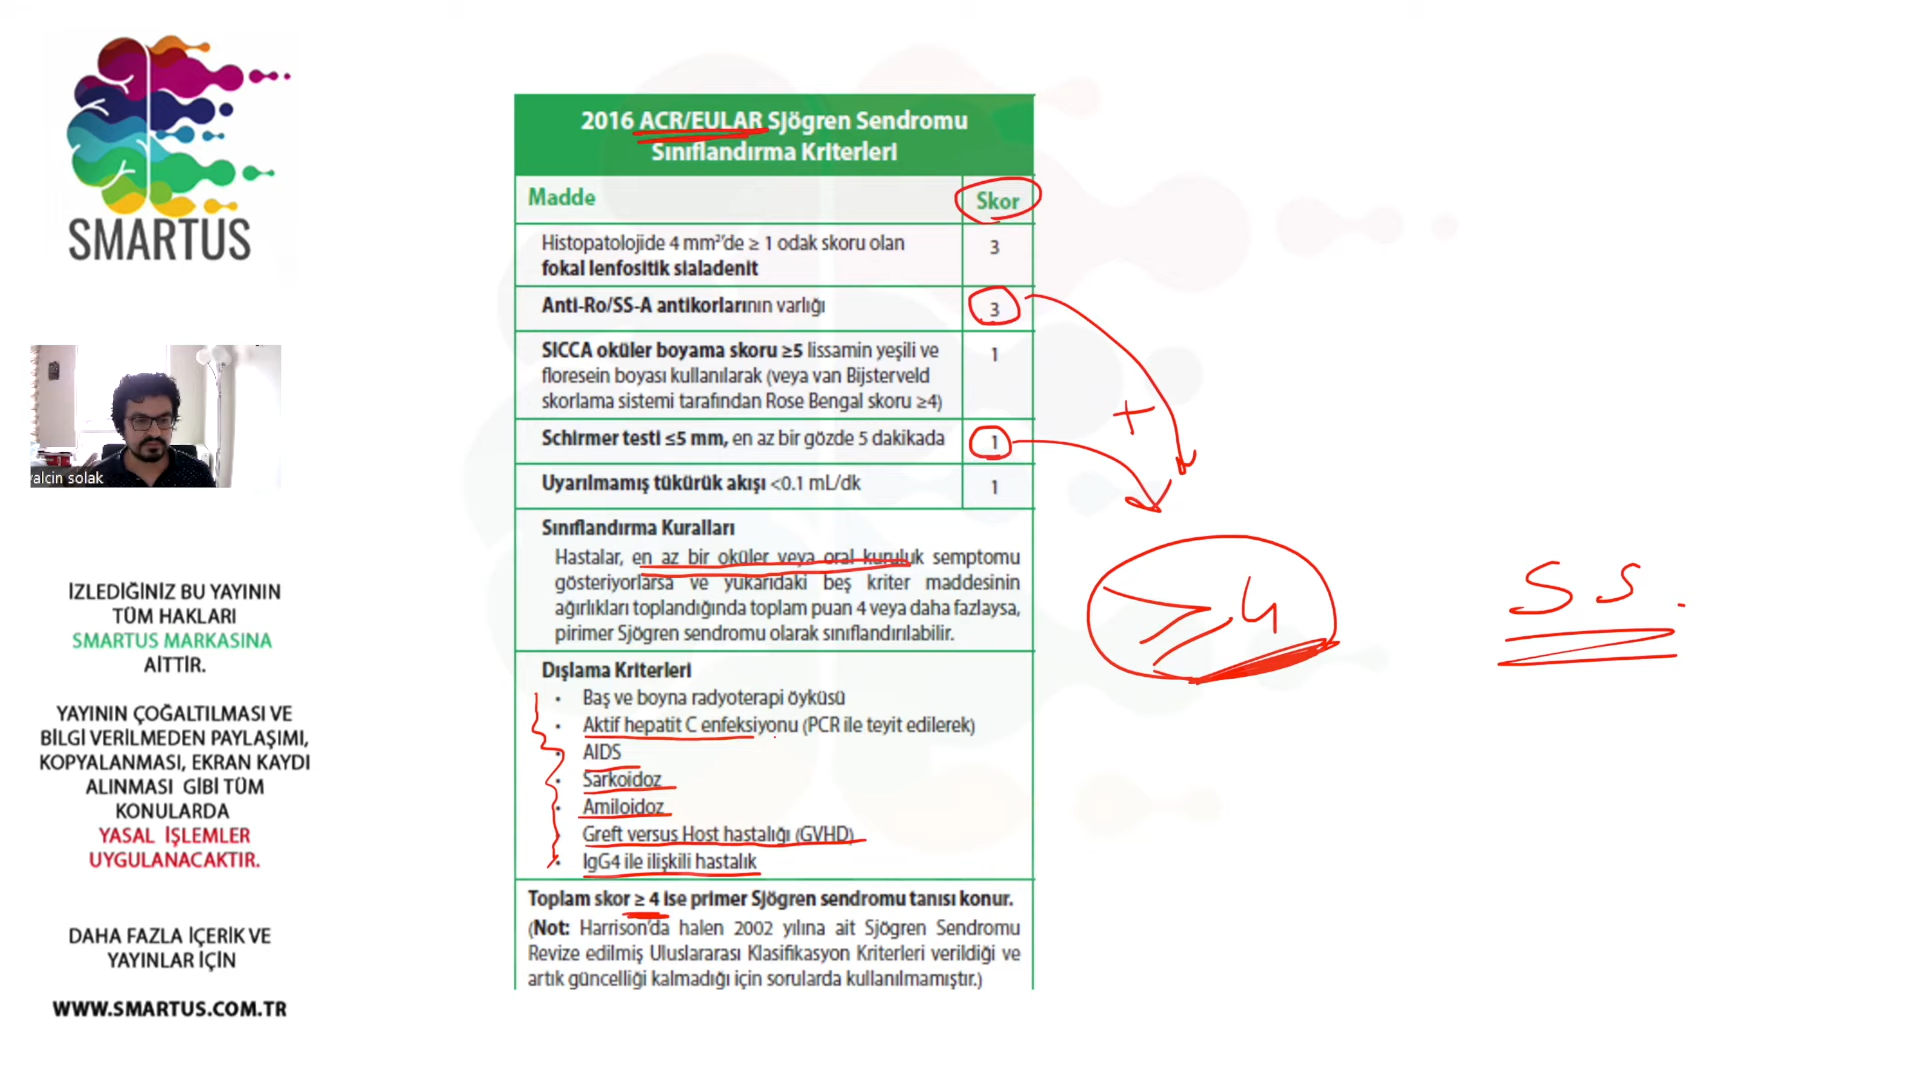 SMARTUS
yalcin solak
İZLEDİĞİNİZ BU YAYININ
TÜM HAKLARI
SMARTUS MARKASINA
AİTTİR.
YAYININ ÇOĞALTILMASI VE
BİLGİ VERİLMEDEN PAYLAŞIMI,
KOPYALANMASI, EKRAN KAYDI
ALINMASI GİBİ TÜM
KONULARDA
YASAL İŞLEMLER
UYGULANACAKTIR.
DAHA FAZLA İÇERİK VE
YAYINLAR İÇİN
WWW.SMARTUS.COM.TR
2016 ACR/EULAR Sjögren Sendromu
Sınıflandırma Kriterleri
Madde Skor
Histopatolojide 4 mm²'de ≥ 1 odak skoru olan
fokal lenfositik sialadenit 3
Anti-Ro/SS-A antikorlarının varlığı 3
SICCA oküler boyama skoru ≥5 lissamin yeşili ve 1
floresein boyası kullanılarak (veya van Bijsterveld
skorlama sistemi tarafından Rose Bengal skoru ≥4)
Schirmer testi ≤5 mm, en az bir gözde 5 dakikada 1
Uyarılmamış tükürük akışı <0.1 mL/dk 1
Sınıflandırma Kuralları
Hastalar, en az bir oküler veya oral kuruluk semptomu
gösteriyorlarsa ve yukarıdaki beş kriter maddesinin
ağırlıkları toplandığında toplam puan 4 veya daha fazlaysa,
pirimer Sjögren sendromu olarak sınıflandırılabilir.
Dışlama Kriterleri
• Baş ve boyna radyoterapi öyküsü
• Aktif hepatit C enfeksiyonu (PCR ile teyit edilerek)
• AIDS
• Sarkoidoz
• Amiloidoz
• Greft versus Host hastalığı (GVHD)
• IgG4 ile ilişkili hastalık
Toplam skor ≥ 4 ise primer Sjögren sendromu tanısı konur.
(Not: Harrison'da halen 2002 yılına ait Sjögren Sendromu
Revize edilmiş Uluslararası Klasifikasyon Kriterleri verildiği ve
artık güncelliği kalmadığı için sorularda kullanılmamıştır.)
+
≥4
SS.